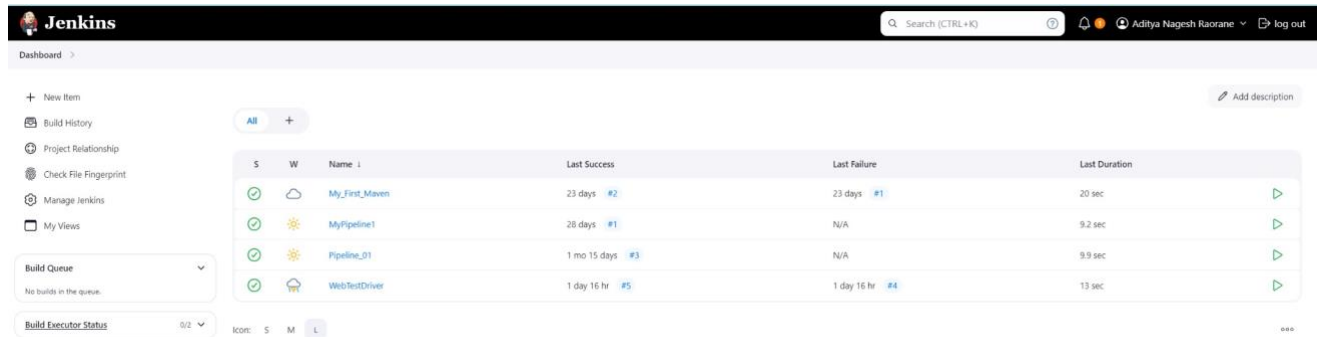 Jenkins
Search (CTRL+K)
1
Aditya Nagesh Raorane
log out
Dashboard
New Item
Build History
Project Relationship
Check File Fingerprint
Manage Jenkins
My Views
Build Queue
No builds in the queue.
Build Executor Status 0/2
Add description
All +
S W Name ↓ Last Success Last Failure Last Duration
My_First_Maven 23 days #2 23 days #1 20 sec
MyPipeline1 28 days #1 N/A 9.2 sec
Pipeline_01 1 mo 15 days #3 N/A 9.9 sec
WebTestDriver 1 day 16 hr #5 1 day 16 hr #4 13 sec
Icon: S M L